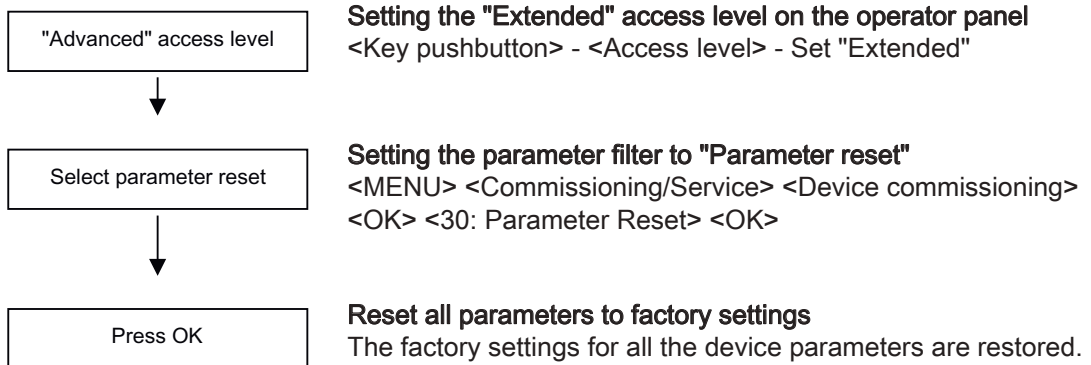 "Advanced" access level
Setting the "Extended" access level on the operator panel
<Key pushbutton> - <Access level> - Set "Extended"
Select parameter reset
Setting the parameter filter to "Parameter reset"
<MENU> <Commissioning/Service> <Device commissioning>
<OK> <30: Parameter Reset> <OK>
Press OK
Reset all parameters to factory settings
The factory settings for all the device parameters are restored.